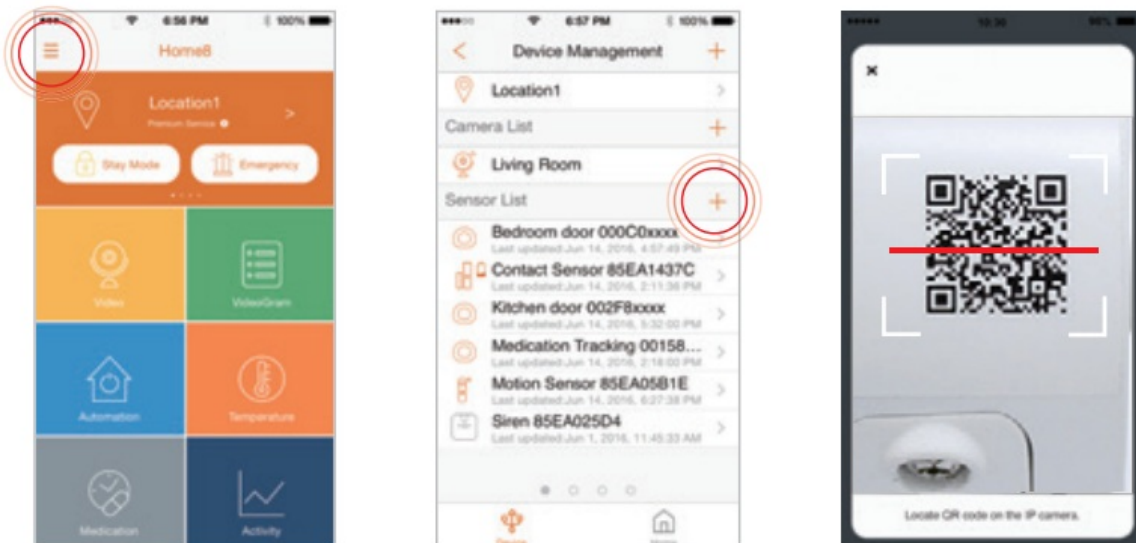 6:56 PM 100%
Home8
Location1
Premium Service
Stay Mode
Emergency
Video
VideoGram
Automation
Temperature
Medication
Activity
6:57 PM 100%
Device Management
Location1
Camera List
Living Room
Sensor List
Bedroom door 000C0xxxx
Last updated:Jun 14, 2016, 4:57:49 PM
Contact Sensor 85EA1437C
Last updated:Jun 14, 2016, 2:11:36 PM
Kitchen door 002F8xxxx
Last updated:Jun 14, 2016, 5:32:00 PM
Medication Tracking 00158...
Last updated:Jun 14, 2016, 2:18:00 PM
Motion Sensor 85EA05B1E
Last updated:Jun 14, 2016, 6:27:38 PM
Siren 85EA025D4
Last updated:Jun 1, 2016, 11:45:33 AM
Device
Home
10:30
Locate QR code on the IP camera.